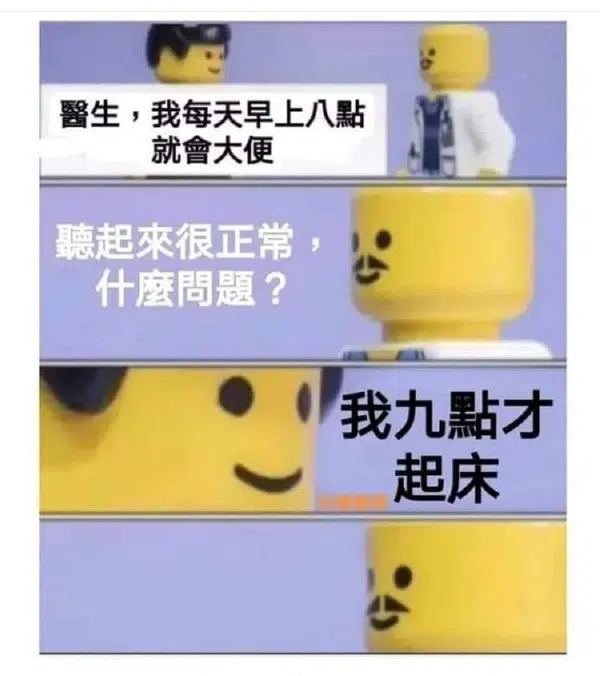 醫生，我每天早上八點
就會大便
聽起來很正常，
什麼問題？
我九點才
起床